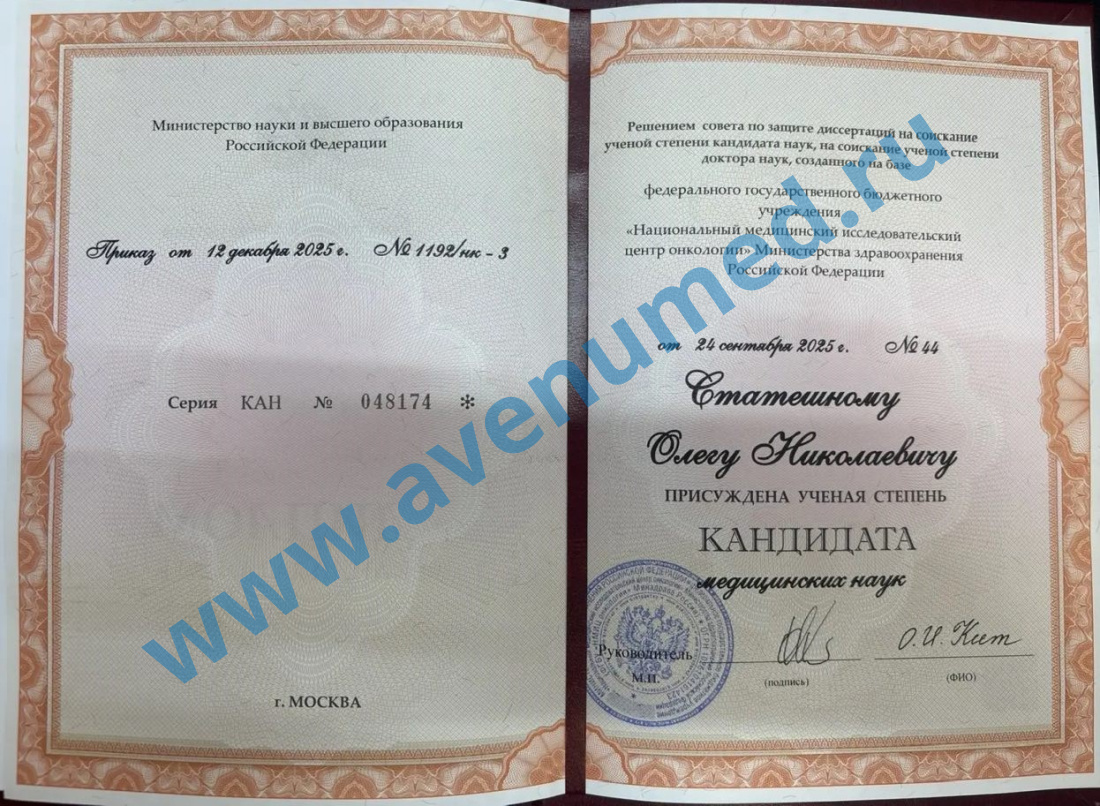 Министерство науки и высшего образования
Российской Федерации
Приказ от 12 декабря 2025 г. № 1192/нк - 3
Серия КАН № 048174 *
г. МОСКВА
Решением совета по защите диссертаций на соискание
ученой степени кандидата наук, на соискание ученой степени
доктора наук, созданного на базе
федерального государственного бюджетного
учреждения
«Национальный медицинский исследовательский
центр онкологии» Министерства здравоохранения
Российской Федерации
от 24 сентября 2025 г. № 44
Статешному
Олегу Николаевичу
ПРИСУЖДЕНА УЧЕНАЯ СТЕПЕНЬ
КАНДИДАТА
медицинских наук
Руководитель
О.И. Кит
М.П.
(подпись) (ФИО)
www.avenumed.ru